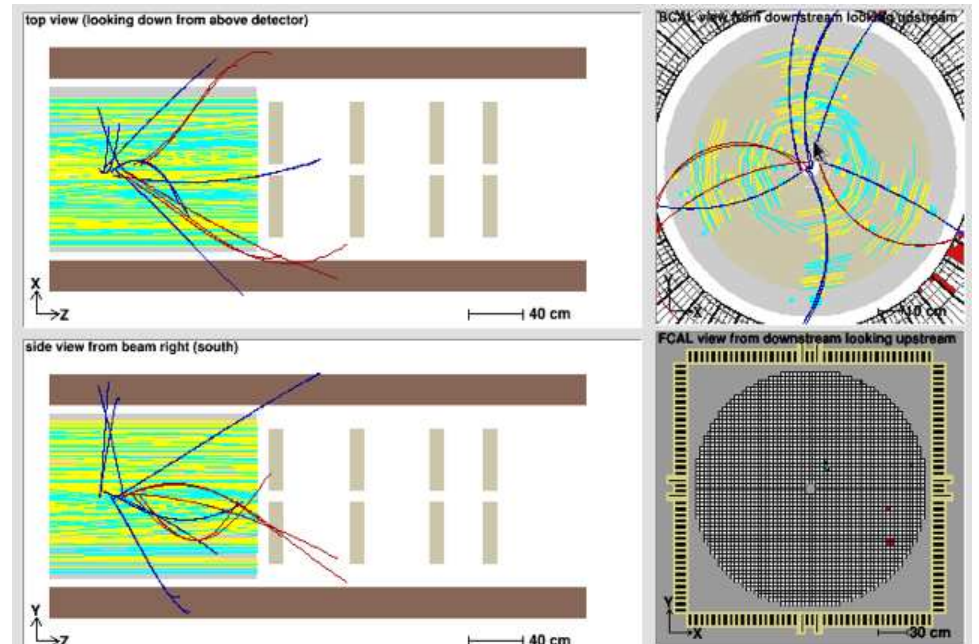 top view (looking down from above detector)
X
Z
40 cm
BCAL view from downstream looking upstream
Y
X
10 cm
side view from beam right (south)
Y
Z
40 cm
FCAL view from downstream looking upstream
Y
X
30 cm